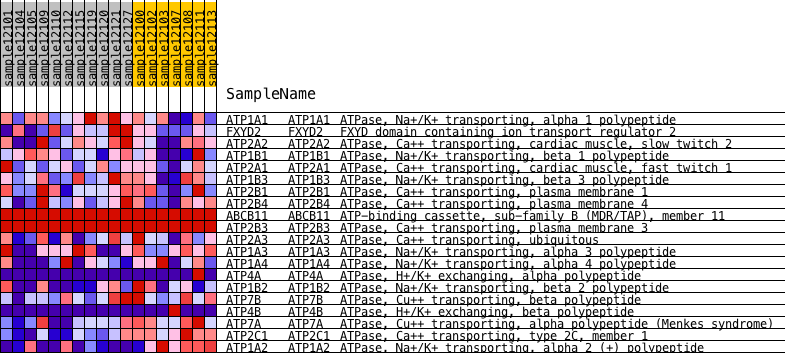 sample12101
sample12104
sample12105
sample12109
sample12110
sample12112
sample12115
sample12119
sample12120
sample12121
sample12127
sample12100
sample12102
sample12103
sample12107
sample12108
sample12111
sample12113
SampleName
ATP1A1 ATP1A1 ATPase, Na+/K+ transporting, alpha 1 polypeptide
FXYD2 FXYD2 FXYD domain containing ion transport regulator 2
ATP2A2 ATP2A2 ATPase, Ca++ transporting, cardiac muscle, slow twitch 2
ATP1B1 ATP1B1 ATPase, Na+/K+ transporting, beta 1 polypeptide
ATP2A1 ATP2A1 ATPase, Ca++ transporting, cardiac muscle, fast twitch 1
ATP1B3 ATP1B3 ATPase, Na+/K+ transporting, beta 3 polypeptide
ATP2B1 ATP2B1 ATPase, Ca++ transporting, plasma membrane 1
ATP2B4 ATP2B4 ATPase, Ca++ transporting, plasma membrane 4
ABCB11 ABCB11 ATP-binding cassette, sub-family B (MDR/TAP), member 11
ATP2B3 ATP2B3 ATPase, Ca++ transporting, plasma membrane 3
ATP2A3 ATP2A3 ATPase, Ca++ transporting, ubiquitous
ATP1A3 ATP1A3 ATPase, Na+/K+ transporting, alpha 3 polypeptide
ATP1A4 ATP1A4 ATPase, Na+/K+ transporting, alpha 4 polypeptide
ATP4A ATP4A ATPase, H+/K+ exchanging, alpha polypeptide
ATP1B2 ATP1B2 ATPase, Na+/K+ transporting, beta 2 polypeptide
ATP7B ATP7B ATPase, Cu++ transporting, beta polypeptide
ATP4B ATP4B ATPase, H+/K+ exchanging, beta polypeptide
ATP7A ATP7A ATPase, Cu++ transporting, alpha polypeptide (Menkes syndrome)
ATP2C1 ATP2C1 ATPase, Ca++ transporting, type 2C, member 1
ATP1A2 ATP1A2 ATPase, Na+/K+ transporting, alpha 2 (+) polypeptide